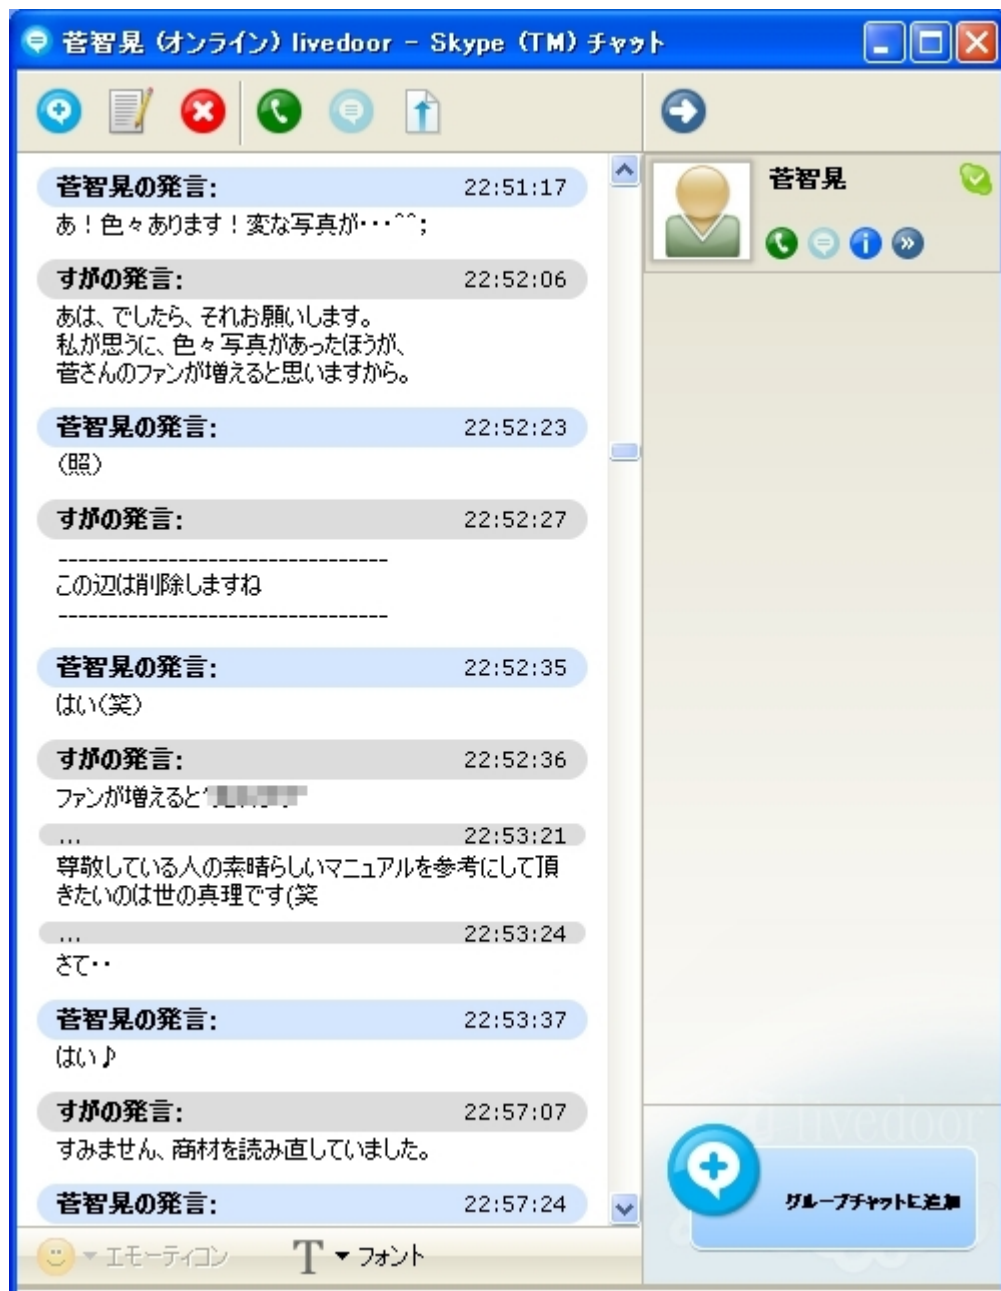 菅智晃 (オンライン) livedoor - Skype (TM) チャット
菅智晃の発言: 22:51:17
あ！色々あります！変な写真が・・・^^;
すがの発言: 22:52:06
あは、でしたら、それお願いします。
私が思うに、色々写真があったほうが、
菅さんのファンが増えると思いますから。
菅智晃の発言: 22:52:23
(照)
すがの発言: 22:52:27
---------------------------------
この辺は削除しますね
---------------------------------
菅智晃の発言: 22:52:35
はい(笑)
すがの発言: 22:52:36
ファンが増えると
... 22:53:21
尊敬している人の素晴らしいマニュアルを参考にして頂
きたいのは世の真理です(笑
... 22:53:24
さて・・
菅智晃の発言: 22:53:37
はい♪
すがの発言: 22:57:07
すみません、商材を読み直していました。
菅智晃の発言: 22:57:24
エモーティコン
T フォント
菅智晃
livedoor
グループチャットに追加